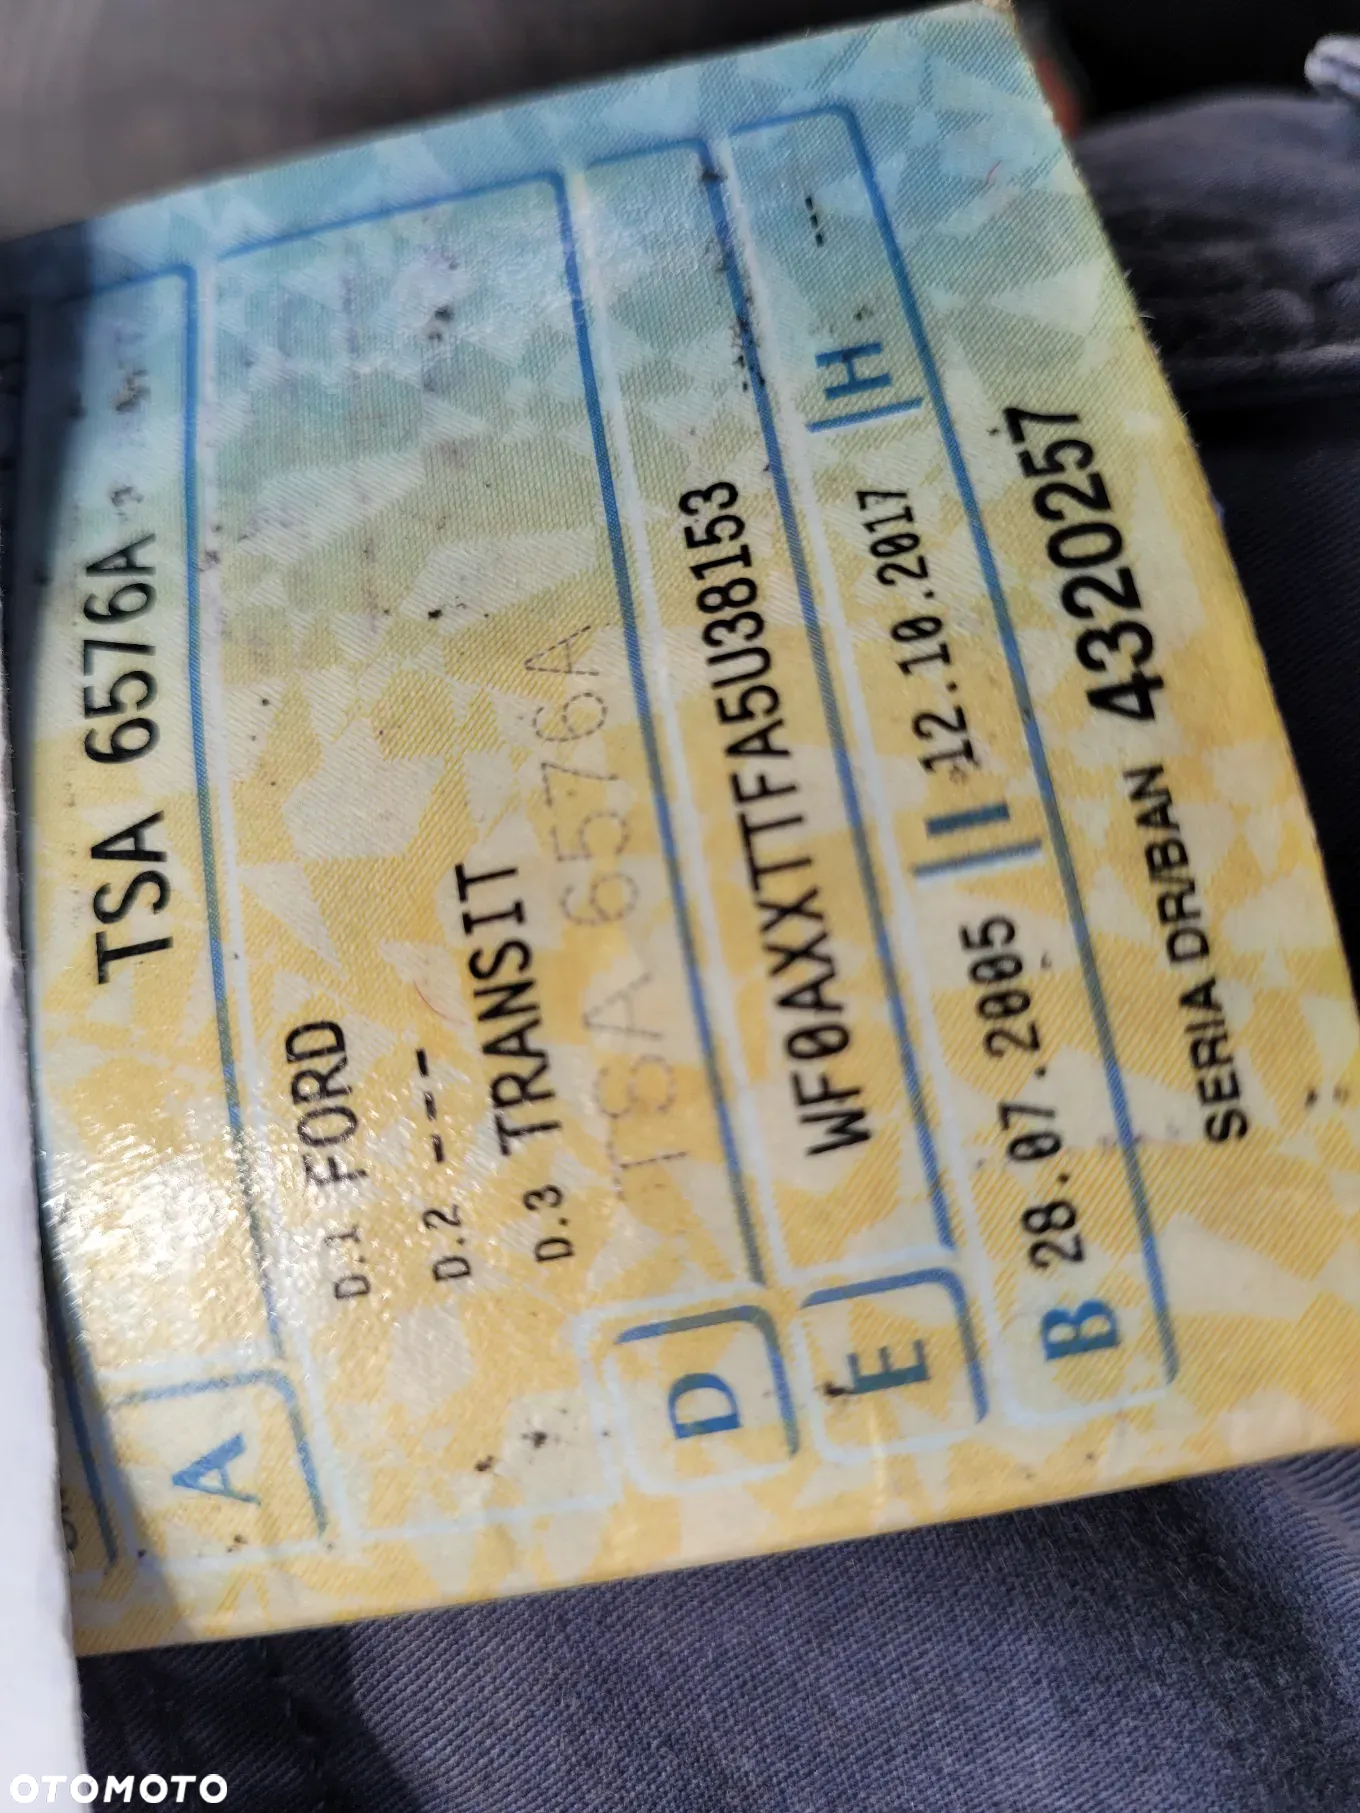 A TSA 6576A
D.1 FORD
D.2 ---
D.3 TRANSIT
TSA 6576A
D
E WF0AXXTTFA5U38153
B 28.07.2005 I 12.10.2017 H ---
SERIA DR/BAN 4320257
OTOMOTO